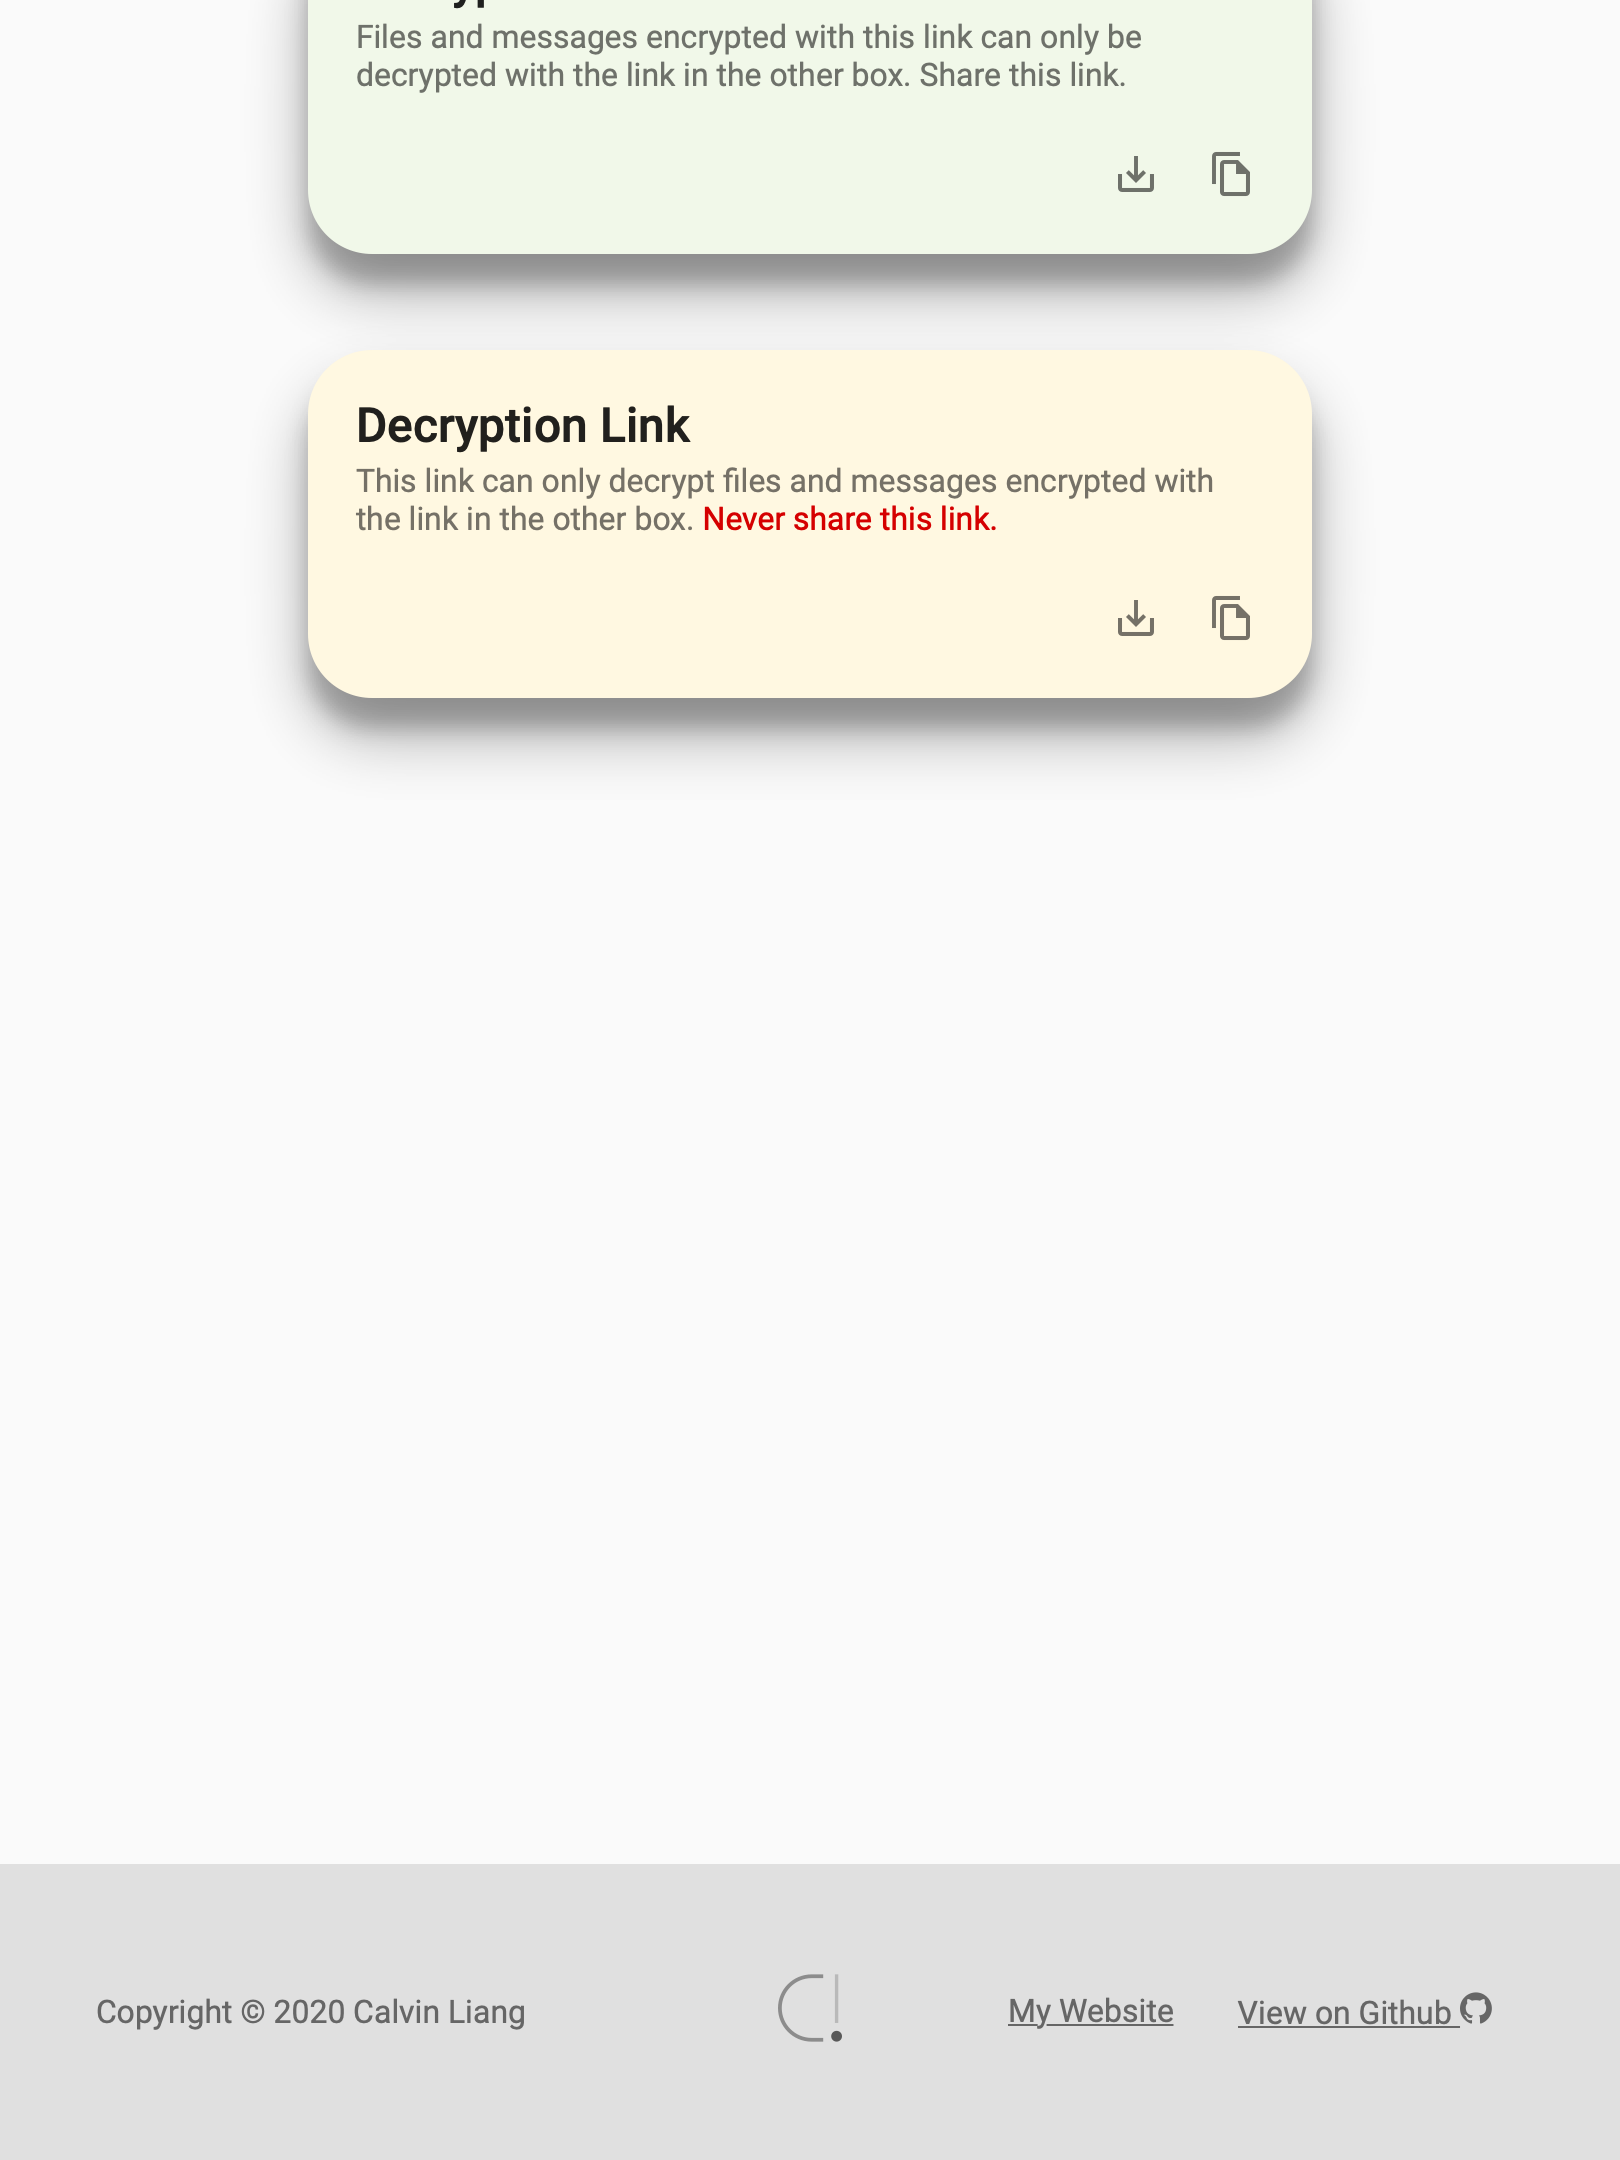 Files and messages encrypted with this link can only be
decrypted with the link in the other box. Share this link.
Decryption Link
This link can only decrypt files and messages encrypted with
the link in the other box. Never share this link.
Copyright © 2020 Calvin Liang
My Website
View on Github